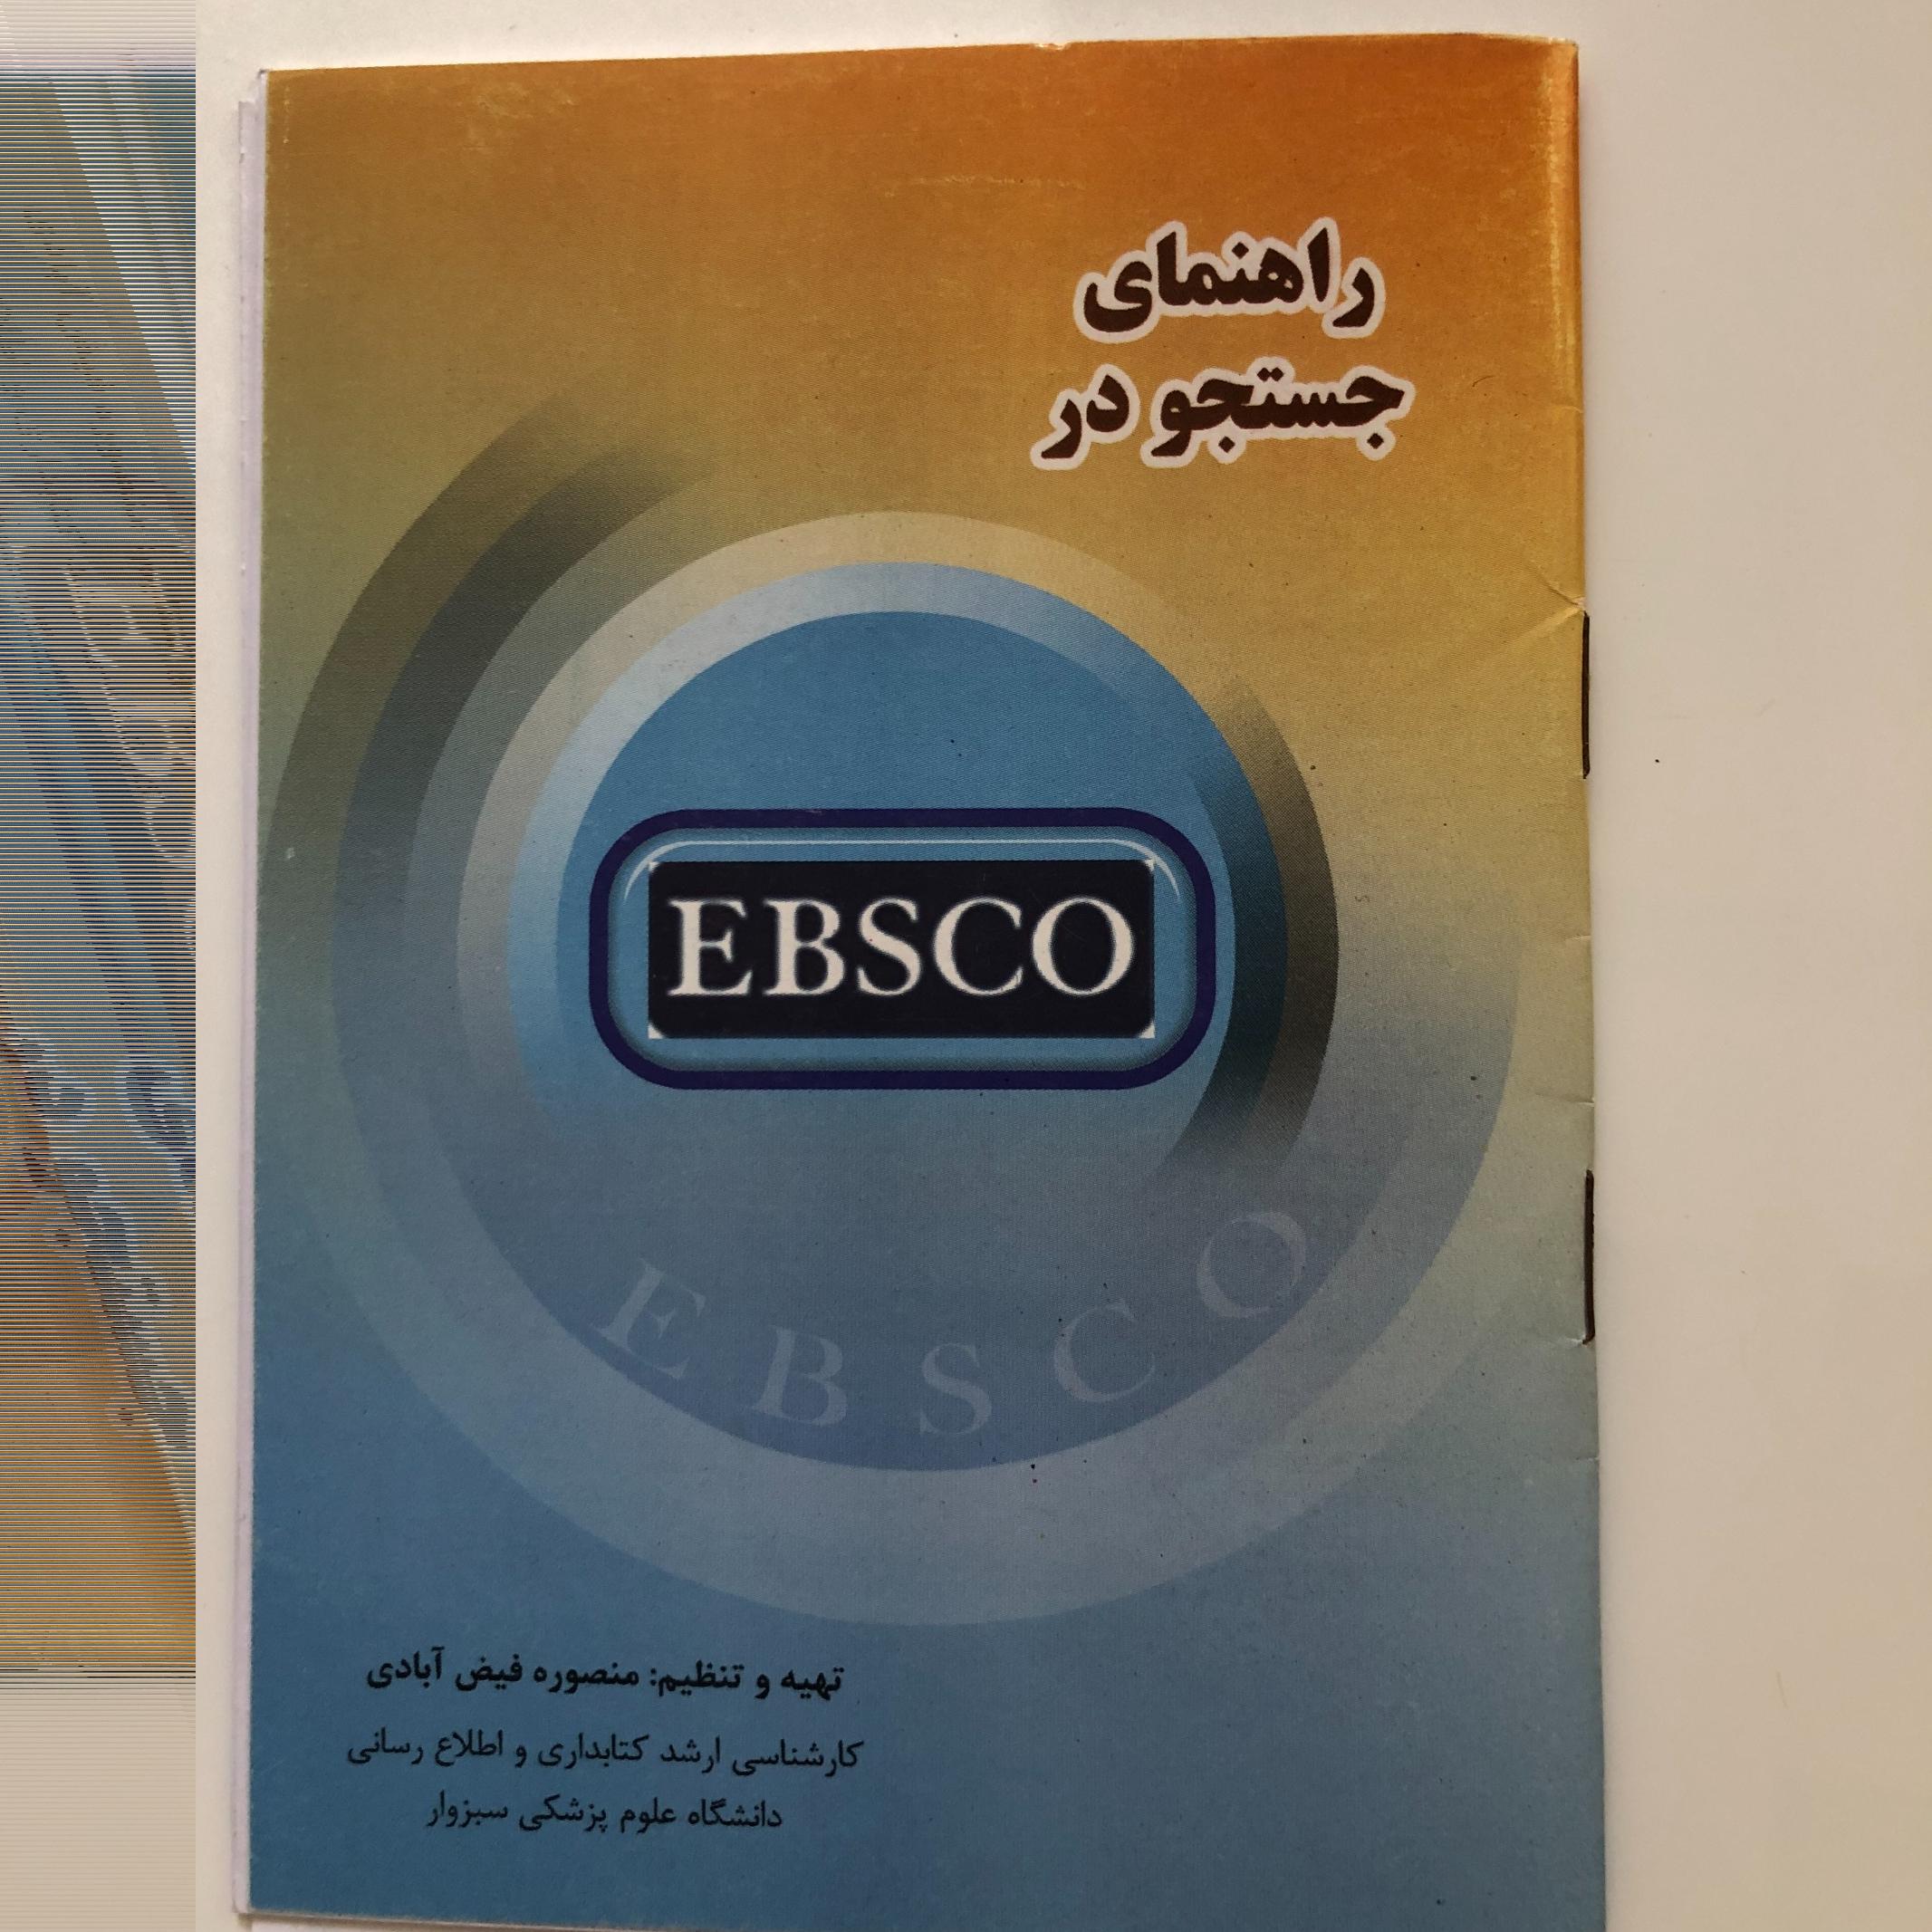 راهنمای
جستجو در
EBSCO
EBSCO
تهیه و تنظیم: منصوره فیض آبادی
کارشناسی ارشد کتابداری و اطلاع رسانی
دانشگاه علوم پزشکی سبزوار